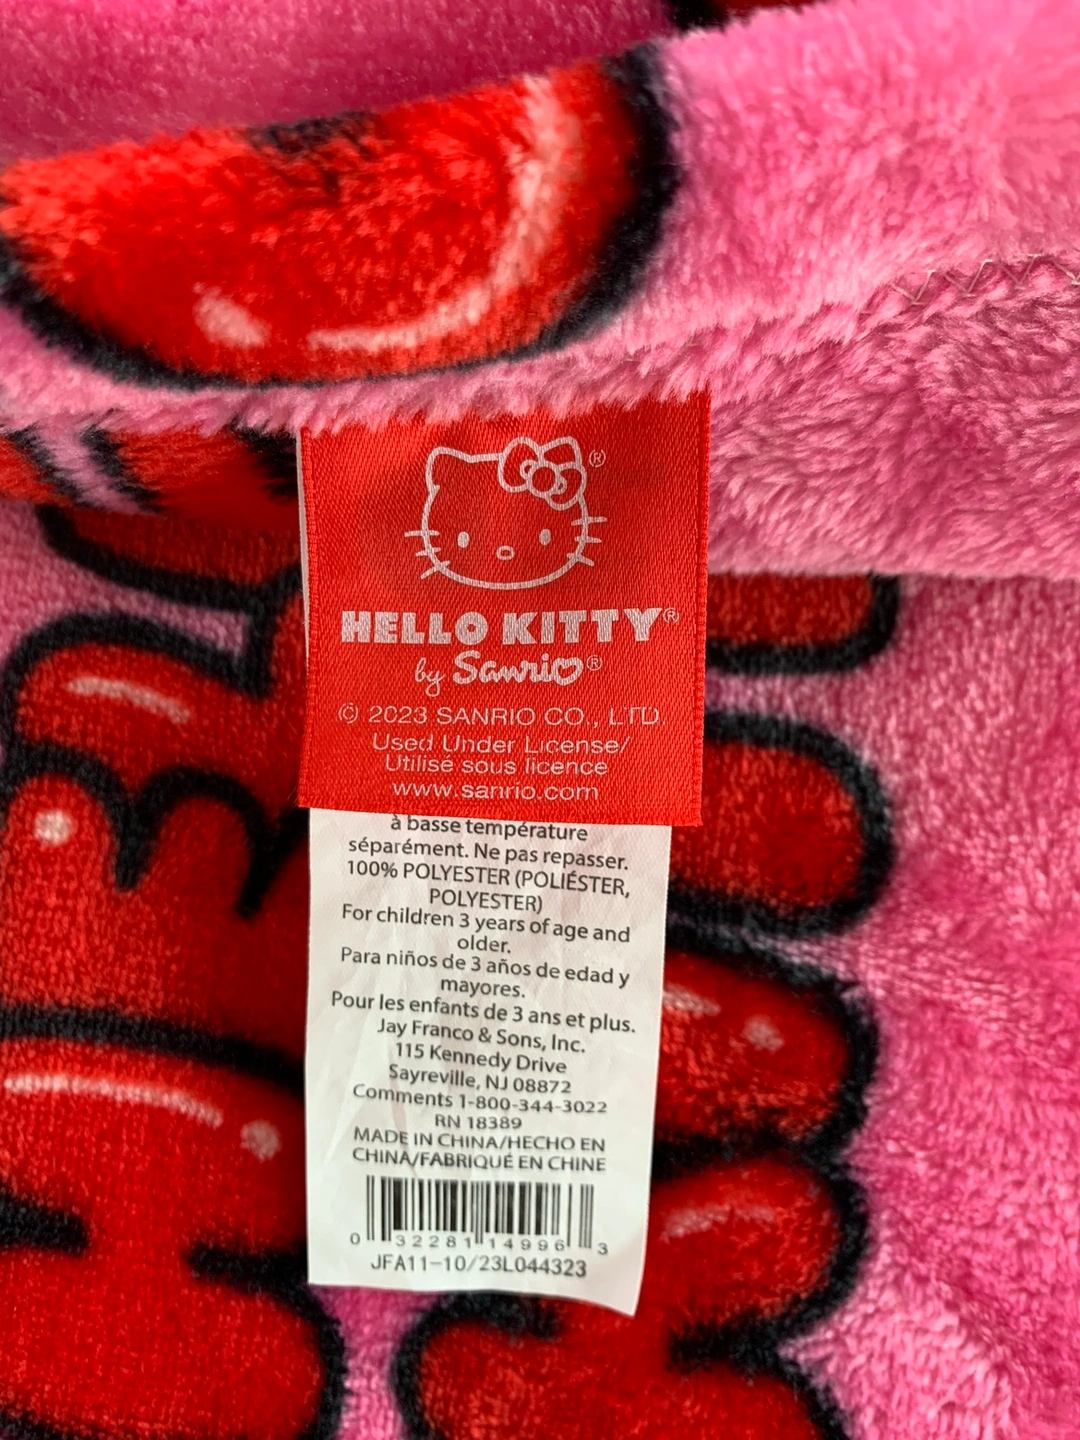 ®
HELLO KITTY®
by Sanrio®
© 2023 SANRIO CO., LTD.
Used Under License/
Utilisé sous licence
www.sanrio.com
à basse température
séparément. Ne pas repasser.
100% POLYESTER (POLIÉSTER,
POLYESTER)
For children 3 years of age and
older.
Para niños de 3 años de edad y
mayores.
Pour les enfants de 3 ans et plus.
Jay Franco & Sons, Inc.
115 Kennedy Drive
Sayreville, NJ 08872
Comments 1-800-344-3022
RN 18389
MADE IN CHINA/HECHO EN
CHINA/FABRIQUÉ EN CHINE
0 32281 14996 3
JFA11-10/23L044323